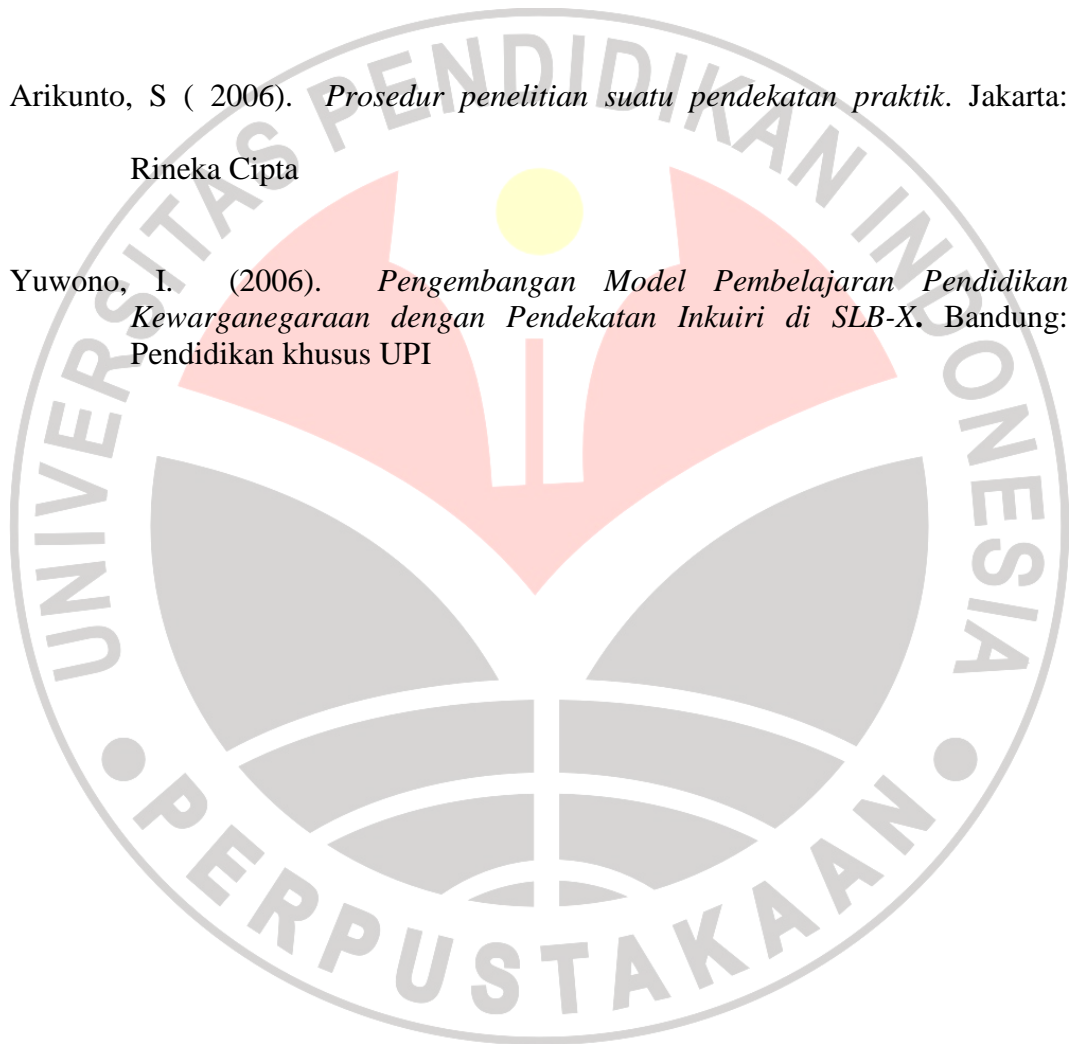 UNIVERSITAS PENDIDIKAN INDONESIA
Arikunto, S ( 2006). Prosedur penelitian suatu pendekatan praktik. Jakarta:
Rineka Cipta
Yuwono, I. (2006). Pengembangan Model Pembelajaran Pendidikan
Kewarganegaraan dengan Pendekatan Inkuiri di SLB-X. Bandung:
Pendidikan khusus UPI
PERPUSTAKAAN